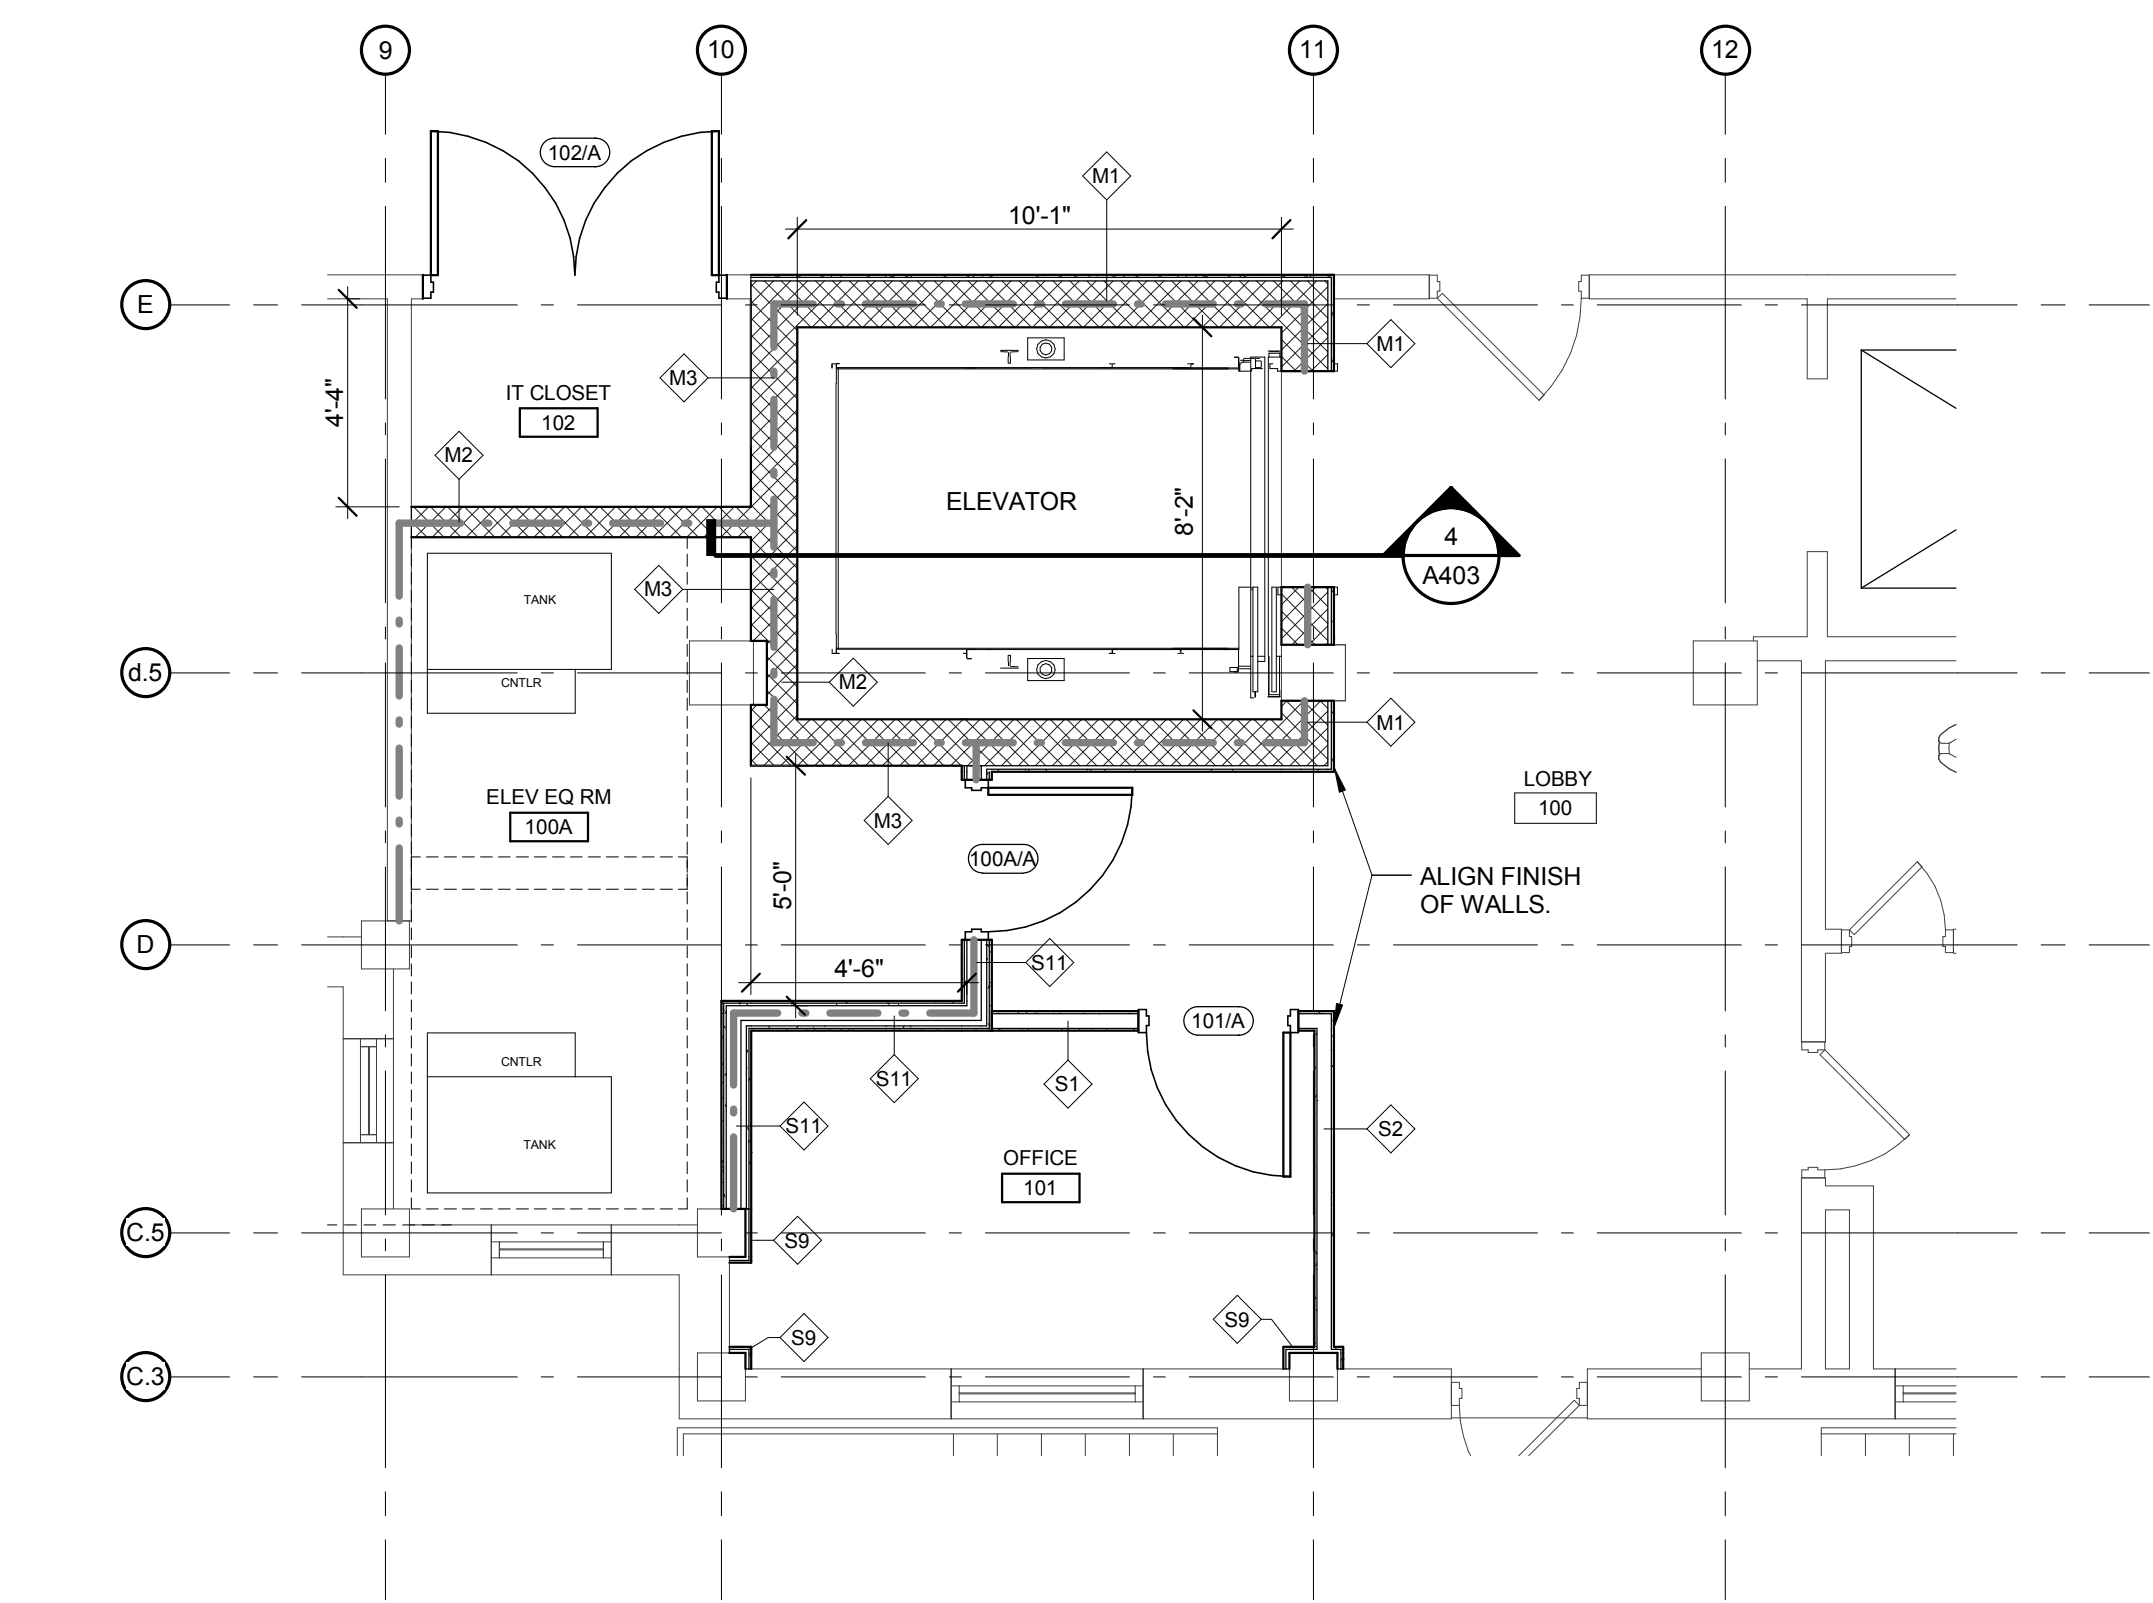 9 10 11 12
102/A
M1
10'-1"
E
M1
M3
4'-4"
IT CLOSET
102
M2
ELEVATOR
8'-2"
4
A403
TANK
M3
d.5
CNTLR
M2
M1
ELEV EQ RM
100A
M3
LOBBY
100
100A/A
5'-0"
ALIGN FINISH
OF WALLS.
D
4'-6"
S11
101/A
CNTLR
S11
S1
S11
S2
TANK
OFFICE
101
C.5
S9
S9
S9
C.3